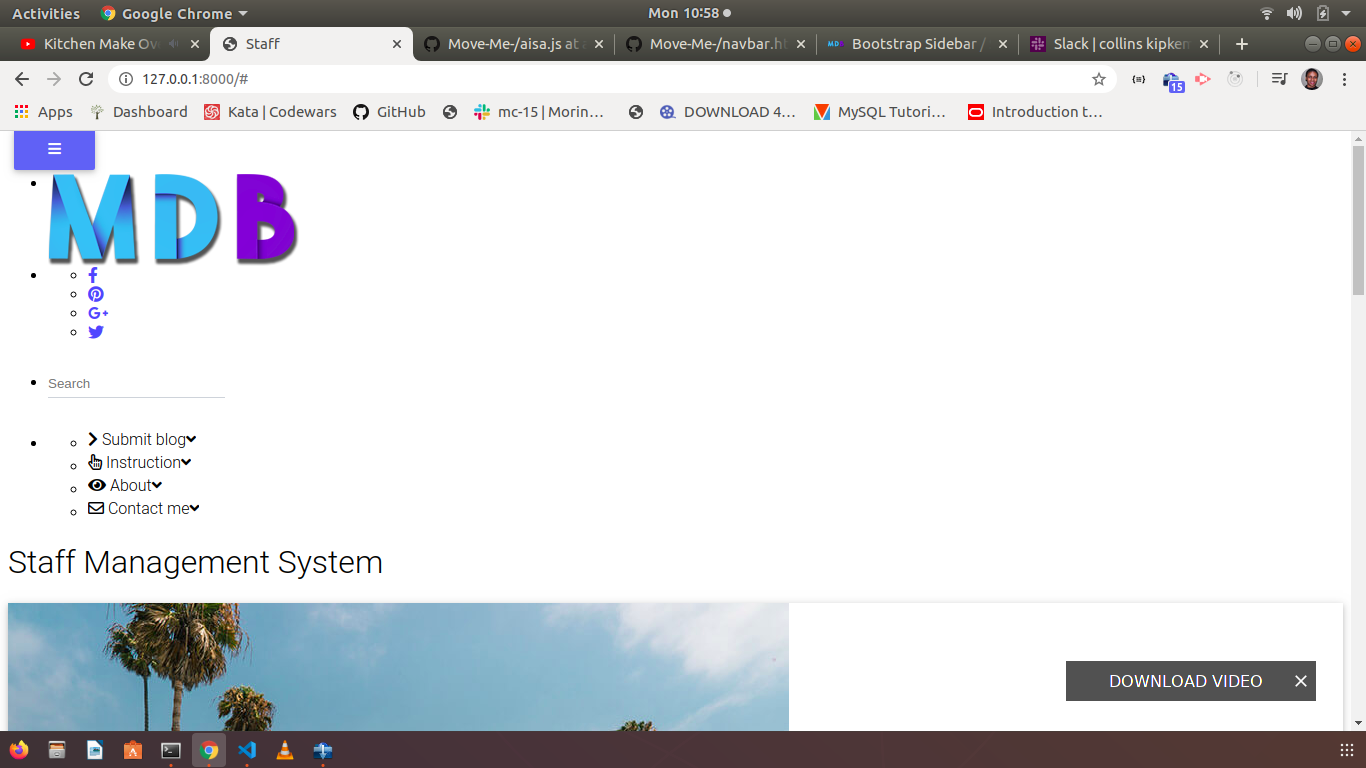 Activities Google Chrome Mon 10:58
Kitchen Make Ov Staff Move-Me-/aisa.js at Move-Me-/navbar.h Bootstrap Sidebar / Slack | collins kipke
127.0.0.1:8000/# 15
Apps Dashboard Kata | Codewars GitHub mc-15 | Morin… DOWNLOAD 4… MySQL Tutori… Introduction t…
MDB
Search
Submit blog
Instruction
About
Contact me
Staff Management System
DOWNLOAD VIDEO